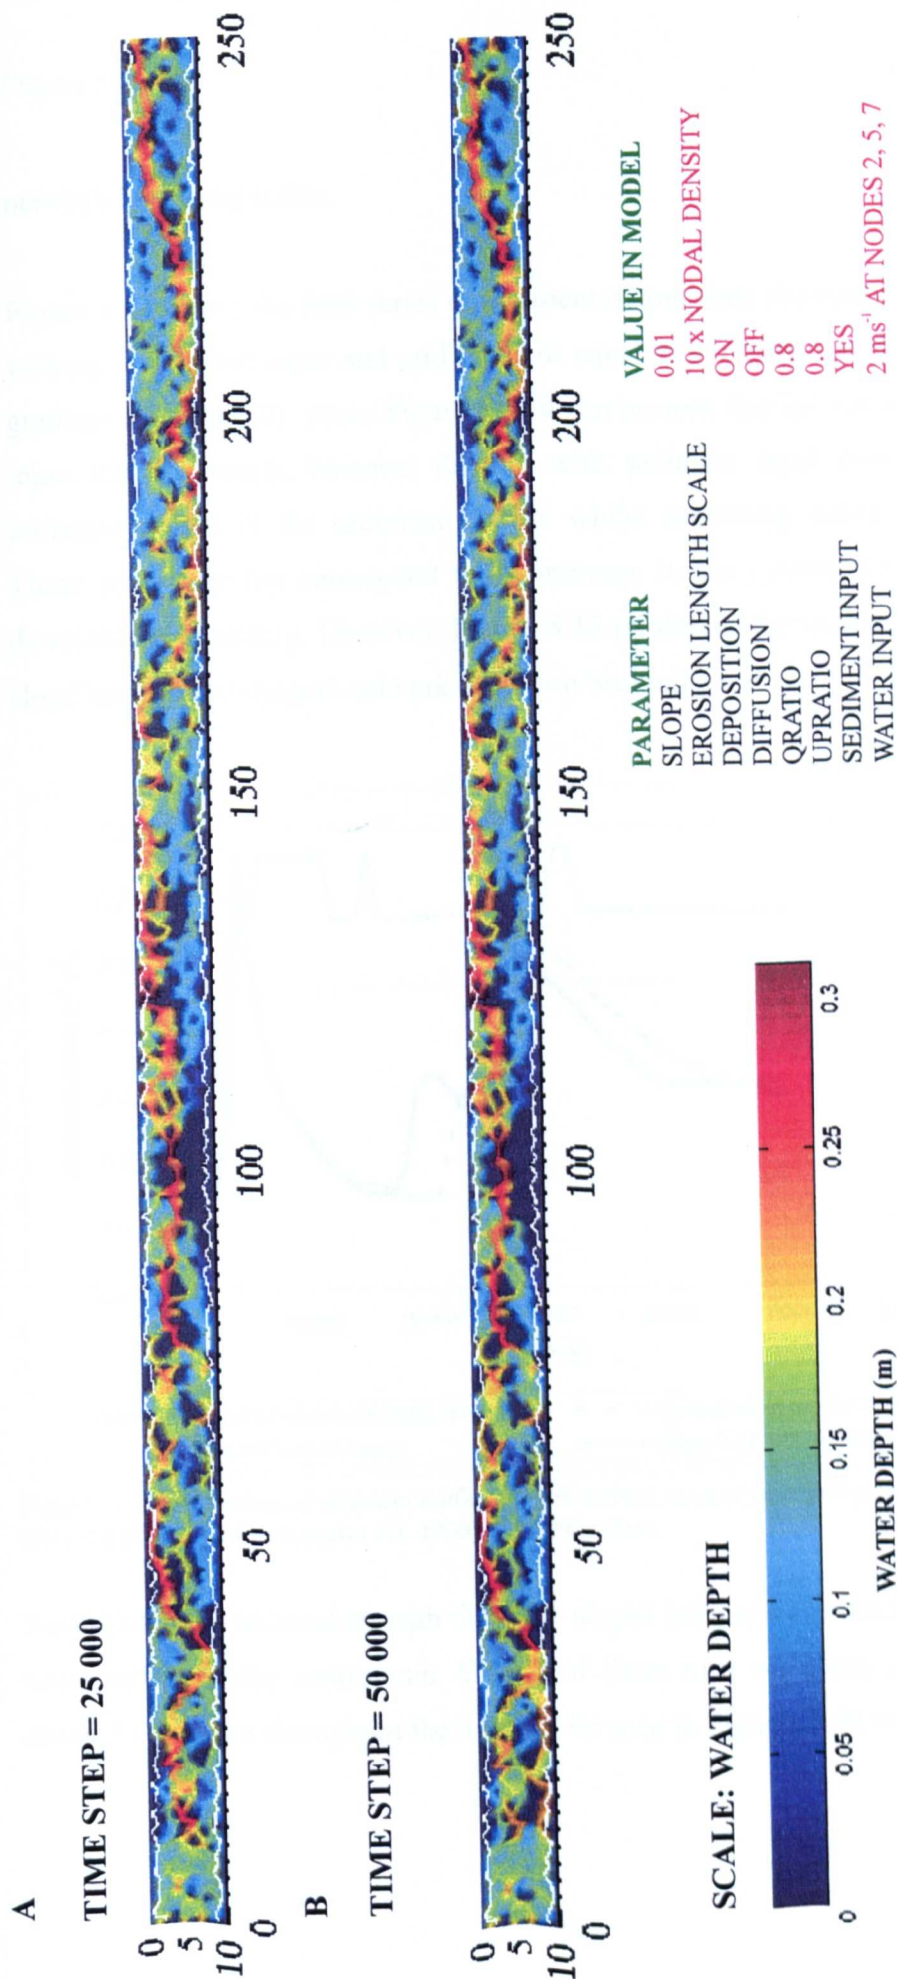 A
TIME STEP = 25 000
0
5
10
0
50
100
150
200
250
B
TIME STEP = 50 000
0
5
10
0
50
100
150
200
250
SCALE: WATER DEPTH
0
0.05
0.1
0.15
0.2
0.25
0.3
WATER DEPTH (m)
PARAMETER VALUE IN MODEL
SLOPE 0.01
EROSION LENGTH SCALE 10 x NODAL DENSITY
DEPOSITION ON
DIFFUSION OFF
QRATIO 0.8
UPRATIO 0.8
SEDIMENT INPUT YES
WATER INPUT 2 ms⁻¹ AT NODES 2, 5, 7